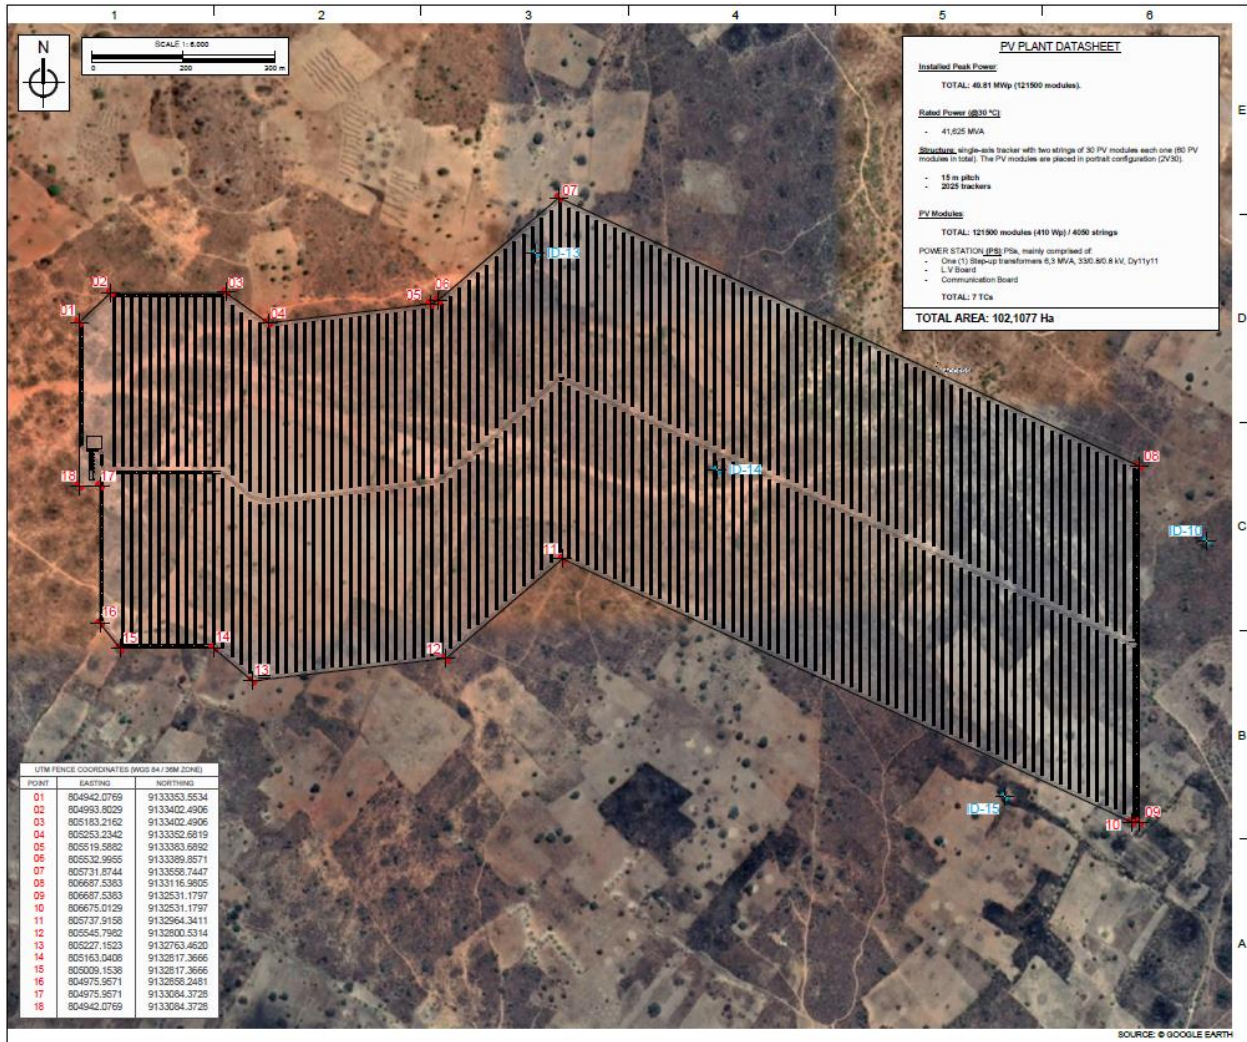 1 2 3 4 5 6
N
SCALE 1: 6.000
0 200 300 m
PV PLANT DATASHEET
Installed Peak Power:
TOTAL: 49.81 MWp (121500 modules).
Rated Power (@30 ºC):
- 41,625 MVA
Structure: single-axis tracker with two strings of 30 PV modules each one (60 PV
modules in total). The PV modules are placed in portrait configuration (2V30).
- 15 m pitch
- 2025 trackers
PV Modules:
TOTAL: 121500 modules (410 Wp) / 4050 strings
POWER STATION (PS): PSs, mainly comprised of:
- One (1) Step-up transformers 6,3 MVA, 33/0.8/0.8 kV, Dy11y11
- L.V Board
- Communication Board
TOTAL: 7 TCs
TOTAL AREA: 102,1077 Ha
E
D
C
B
A
07
ID-13
02
03
06
05
01
04
08
ID-14
18
17
ID-10
11
16
15
14
12
13
ID-15
10
09
UTM FENCE COORDINATES (WGS 84 / 36M ZONE)
POINT EASTING NORTHING
01 804942.0769 9133353.5534
02 804993.8029 9133402.4906
03 805183.2162 9133402.4906
04 805253.2342 9133352.6819
05 805519.5882 9133383.6892
06 805532.9955 9133389.8571
07 805731.8744 9133558.7447
08 806687.5383 9133116.9805
09 806687.5383 9132531.1797
10 806675.0129 9132531.1797
11 805737.9158 9132964.3411
12 805545.7982 9132800.5314
13 805227.1523 9132763.4620
14 805163.0408 9132817.3666
15 805009.1538 9132817.3666
16 804975.9571 9132858.2481
17 804975.9571 9133084.3728
18 804942.0769 9133084.3728
SOURCE: © GOOGLE EARTH